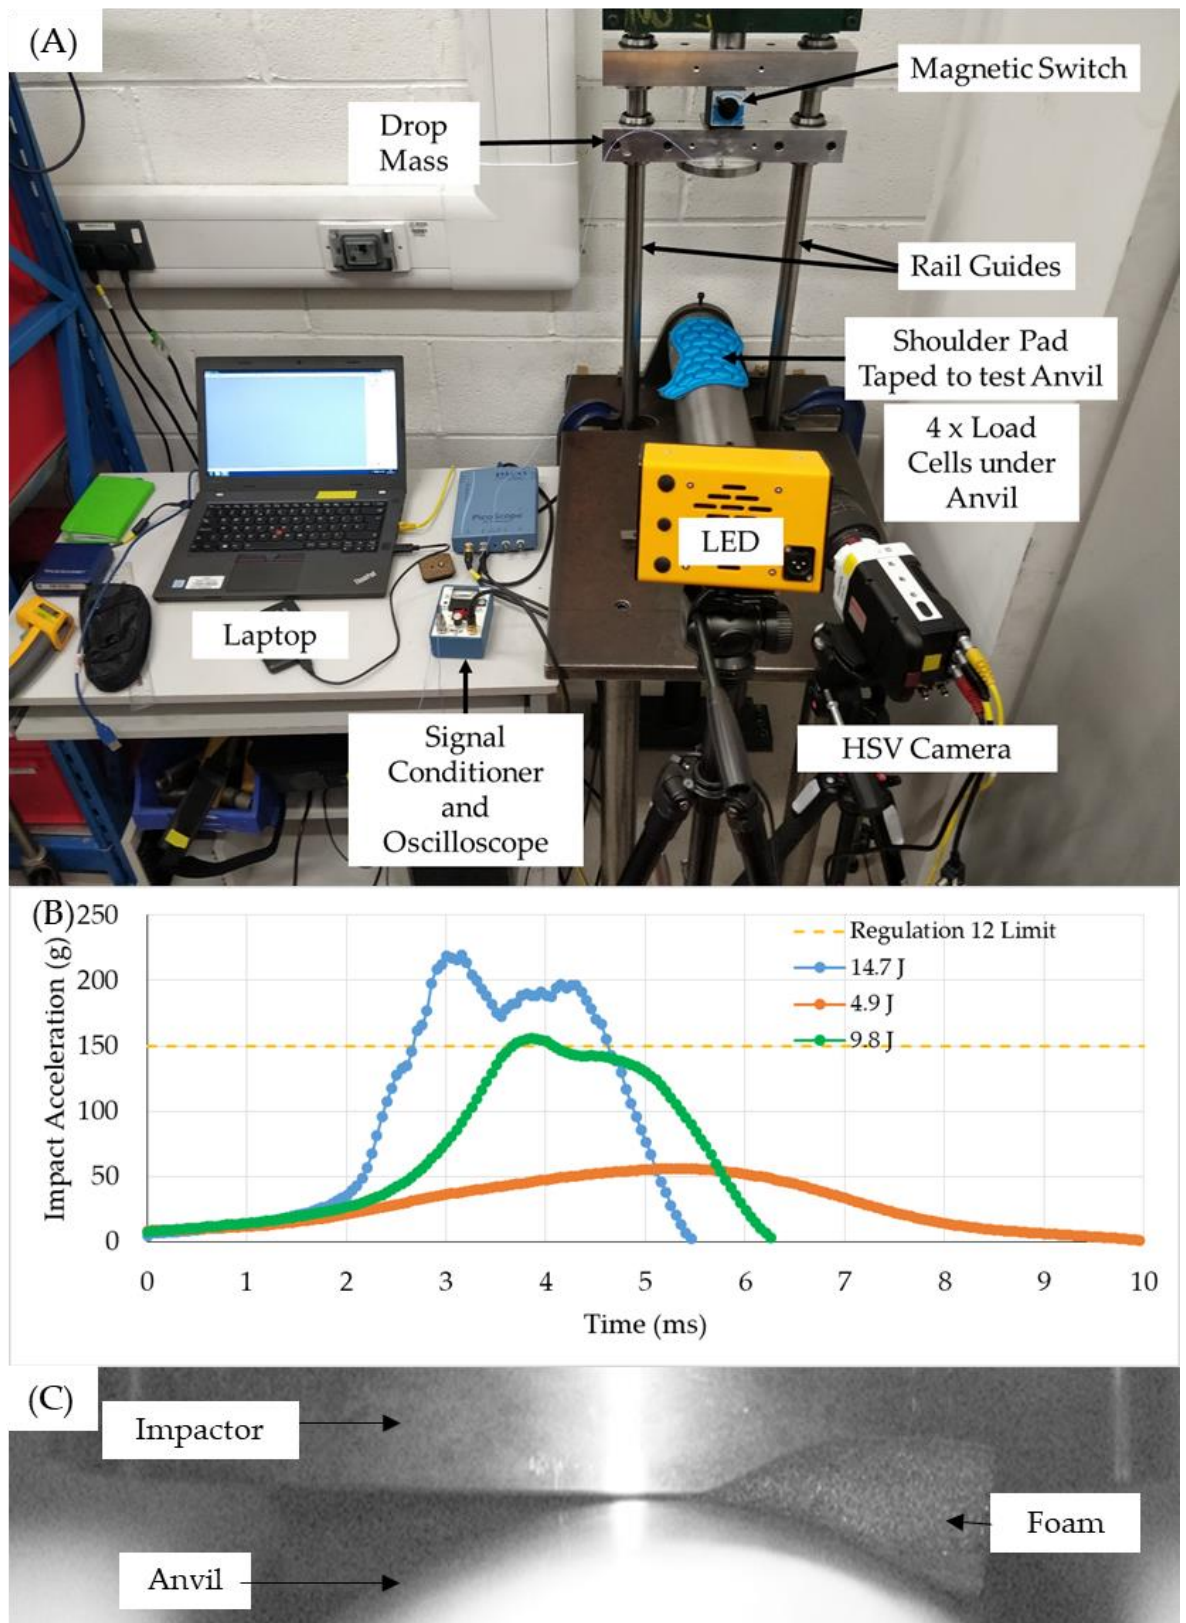 (A)
Magnetic Switch
Drop
Mass
Rail Guides
Shoulder Pad
Taped to test Anvil
4 x Load
Cells under
Anvil
LED
PicoScope
ThinkPad
Laptop
Signal
Conditioner
and
Oscilloscope
HSV Camera
(B)
250
200
150
100
50
0
Impact Acceleration (g)
Regulation 12 Limit
14.7 J
4.9 J
9.8 J
0 1 2 3 4 5 6 7 8 9 10
Time (ms)
(C)
Impactor
Foam
Anvil